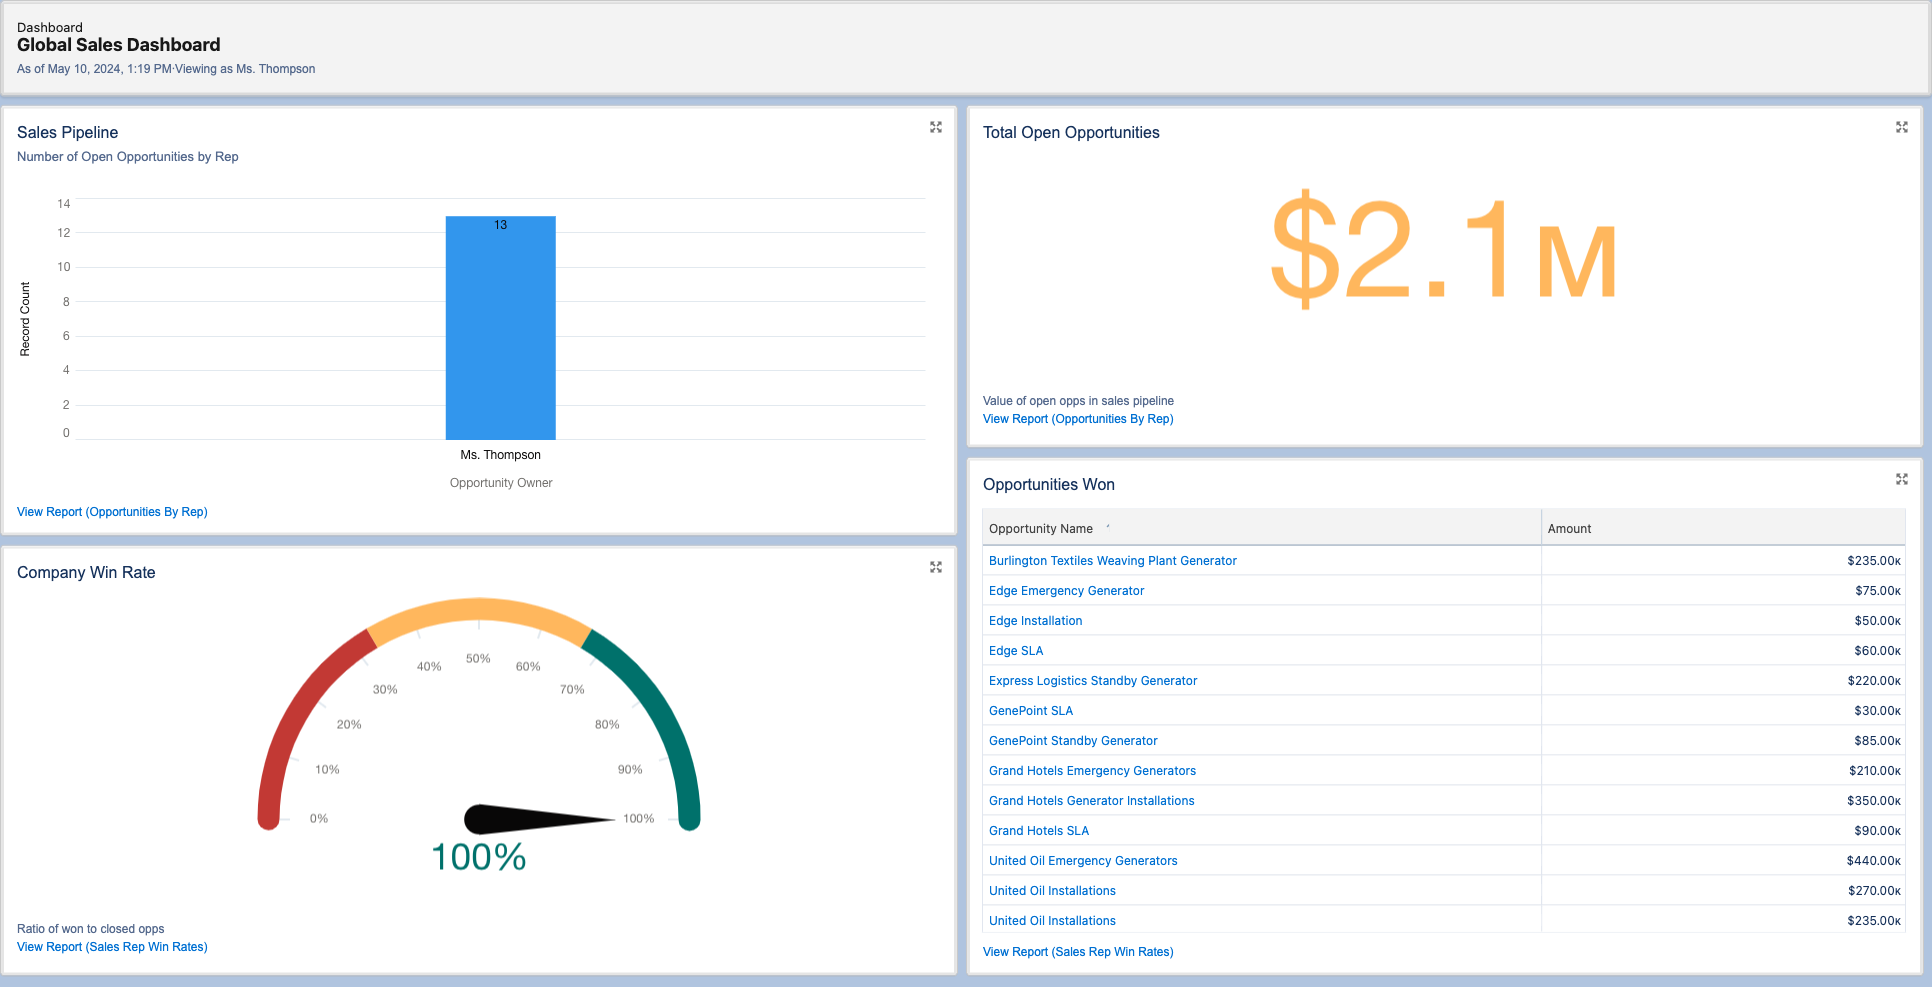 Dashboard
Global Sales Dashboard
As of May 10, 2024, 1:19 PM·Viewing as Ms. Thompson
Sales Pipeline
Number of Open Opportunities by Rep
Record Count
14
12
10
8
6
4
2
0
13
Ms. Thompson
Opportunity Owner
View Report (Opportunities By Rep)
Total Open Opportunities
$2.1M
Value of open opps in sales pipeline
View Report (Opportunities By Rep)
Company Win Rate
0%
10%
20%
30%
40%
50%
60%
70%
80%
90%
100%
100%
Ratio of won to closed opps
View Report (Sales Rep Win Rates)
Opportunities Won
Opportunity Name Amount
Burlington Textiles Weaving Plant Generator $235.00K
Edge Emergency Generator $75.00K
Edge Installation $50.00K
Edge SLA $60.00K
Express Logistics Standby Generator $220.00K
GenePoint SLA $30.00K
GenePoint Standby Generator $85.00K
Grand Hotels Emergency Generators $210.00K
Grand Hotels Generator Installations $350.00K
Grand Hotels SLA $90.00K
United Oil Emergency Generators $440.00K
United Oil Installations $270.00K
United Oil Installations $235.00K
View Report (Sales Rep Win Rates)